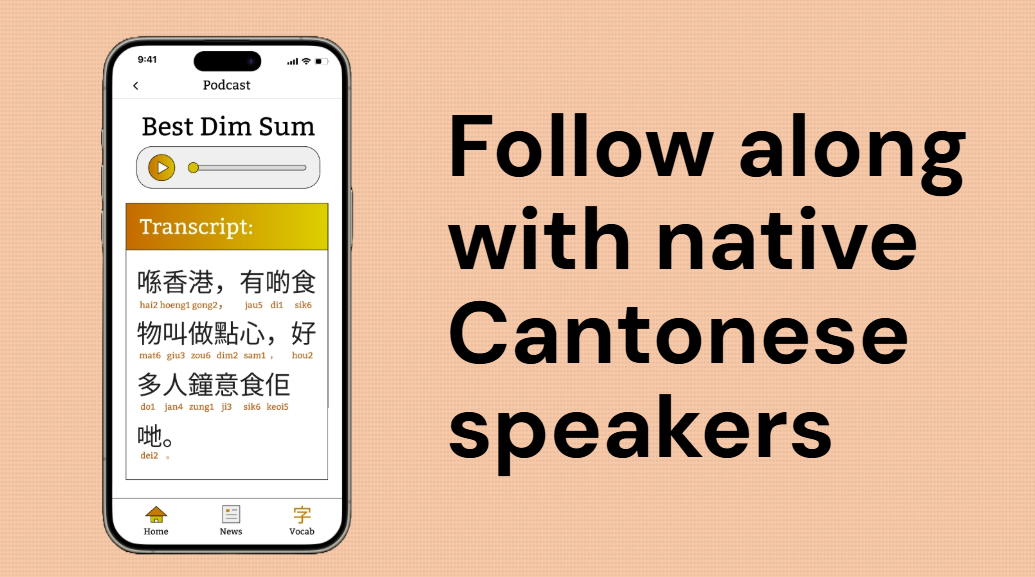 9:41
Podcast
Best Dim Sum
Transcript:
喺香港，有啲食
hai2 hoeng1 gong2， jau5 di1 sik6
物叫做點心，好
mat6 giu3 zou6 dim2 sam1 ， hou2
多人鐘意食佢
do1 jan4 zung1 ji3 sik6 keoi5
哋。
dei2 。
Home News 字 Vocab
Follow along
with native
Cantonese
speakers